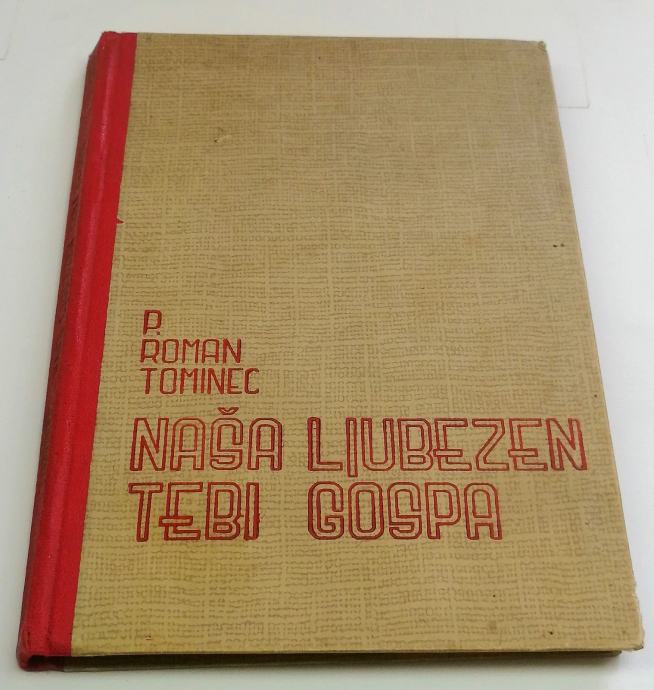 P.
ROMAN
TOMINEC
NAŠA LJUBEZEN
TEBI GOSPA